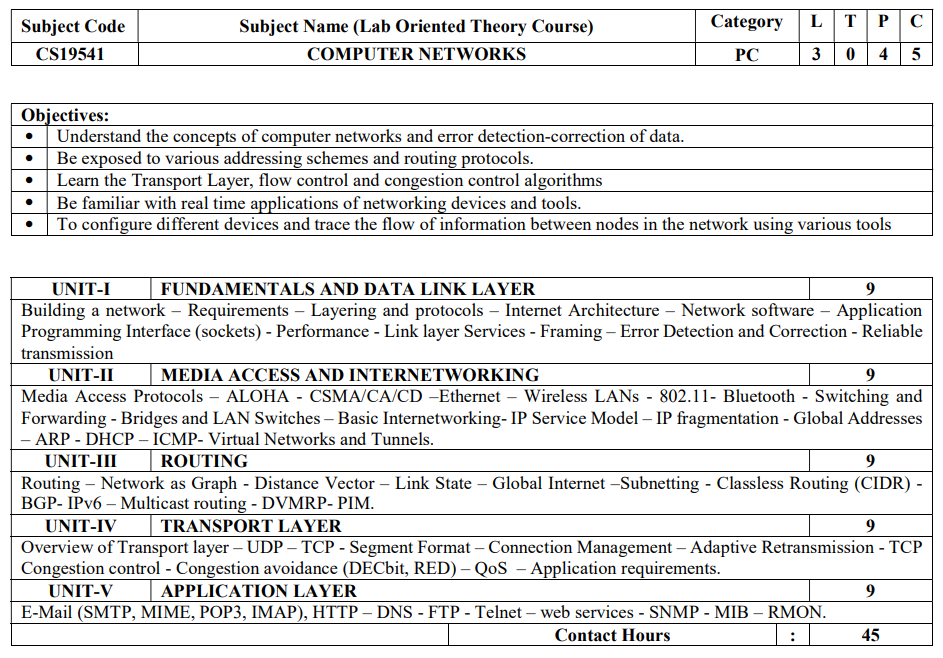 Subject Code Subject Name (Lab Oriented Theory Course) Category L T P C
CS19541 COMPUTER NETWORKS PC 3 0 4 5
Objectives:
• Understand the concepts of computer networks and error detection-correction of data.
• Be exposed to various addressing schemes and routing protocols.
• Learn the Transport Layer, flow control and congestion control algorithms
• Be familiar with real time applications of networking devices and tools.
• To configure different devices and trace the flow of information between nodes in the network using various tools
UNIT-I FUNDAMENTALS AND DATA LINK LAYER 9
Building a network – Requirements – Layering and protocols – Internet Architecture – Network software – Application
Programming Interface (sockets) - Performance - Link layer Services - Framing – Error Detection and Correction - Reliable
transmission
UNIT-II MEDIA ACCESS AND INTERNETWORKING 9
Media Access Protocols – ALOHA - CSMA/CA/CD –Ethernet – Wireless LANs - 802.11- Bluetooth - Switching and
Forwarding - Bridges and LAN Switches – Basic Internetworking- IP Service Model – IP fragmentation - Global Addresses
– ARP - DHCP – ICMP- Virtual Networks and Tunnels.
UNIT-III ROUTING 9
Routing – Network as Graph - Distance Vector – Link State – Global Internet –Subnetting - Classless Routing (CIDR) -
BGP- IPv6 – Multicast routing - DVMRP- PIM.
UNIT-IV TRANSPORT LAYER 9
Overview of Transport layer – UDP – TCP - Segment Format – Connection Management – Adaptive Retransmission - TCP
Congestion control - Congestion avoidance (DECbit, RED) – QoS – Application requirements.
UNIT-V APPLICATION LAYER 9
E-Mail (SMTP, MIME, POP3, IMAP), HTTP – DNS - FTP - Telnet – web services - SNMP - MIB – RMON.
Contact Hours : 45